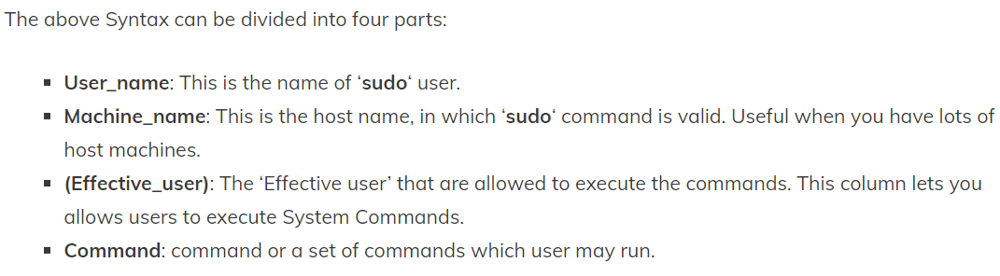 The above Syntax can be divided into four parts:
▪ User_name: This is the name of ‘sudo‘ user.
▪ Machine_name: This is the host name, in which ‘sudo‘ command is valid. Useful when you have lots of
host machines.
▪ (Effective_user): The ‘Effective user’ that are allowed to execute the commands. This column lets you
allows users to execute System Commands.
▪ Command: command or a set of commands which user may run.